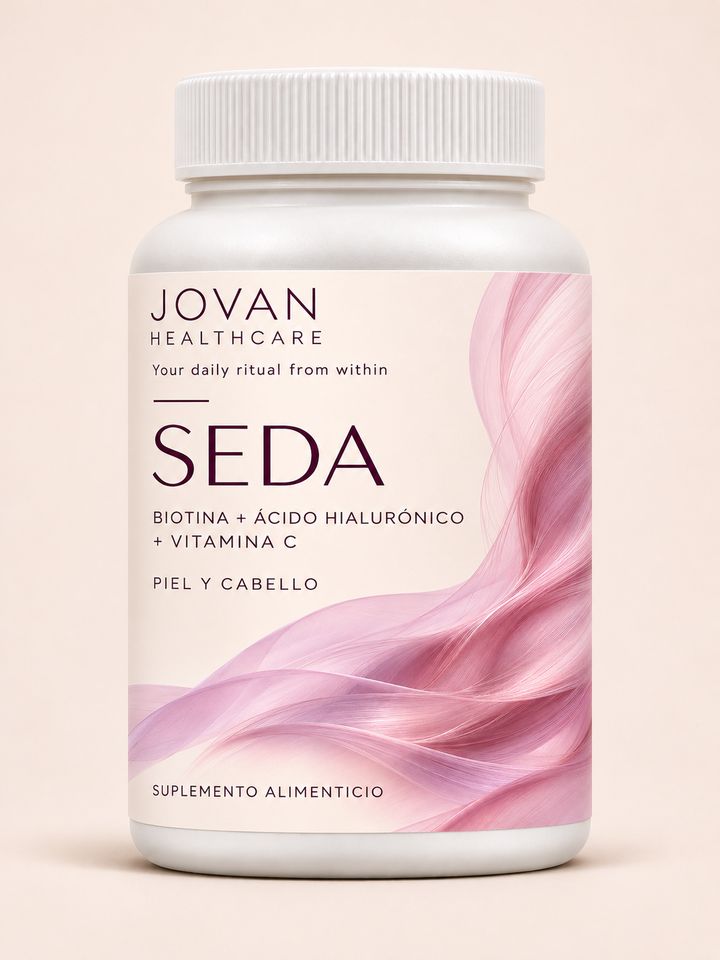 JOVAN
HEALTHCARE
Your daily ritual from within
SEDA
BIOTINA + ÁCIDO HIALURÓNICO
+ VITAMINA C
PIEL Y CABELLO
SUPLEMENTO ALIMENTICIO